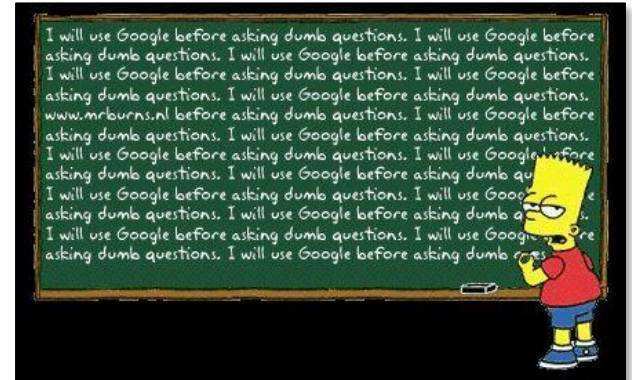 I will use Google before asking dumb questions. I will use Google before
asking dumb questions. I will use Google before asking dumb questions.
I will use Google before asking dumb questions. I will use Google before
asking dumb questions. I will use Google before asking dumb questions.
www.mrburns.nl before asking dumb questions. I will use Google before
asking dumb questions. I will use Google before asking dumb questions.
I will use Google before asking dumb questions. I will use Google before
asking dumb questions. I will use Google before asking dumb
I will use Google before asking dumb questions. I will use
asking dumb questions. I will use Google before asking dumb
I will use Google before asking dumb questions. I will use Google
asking dumb questions. I will use Google before asking dumb